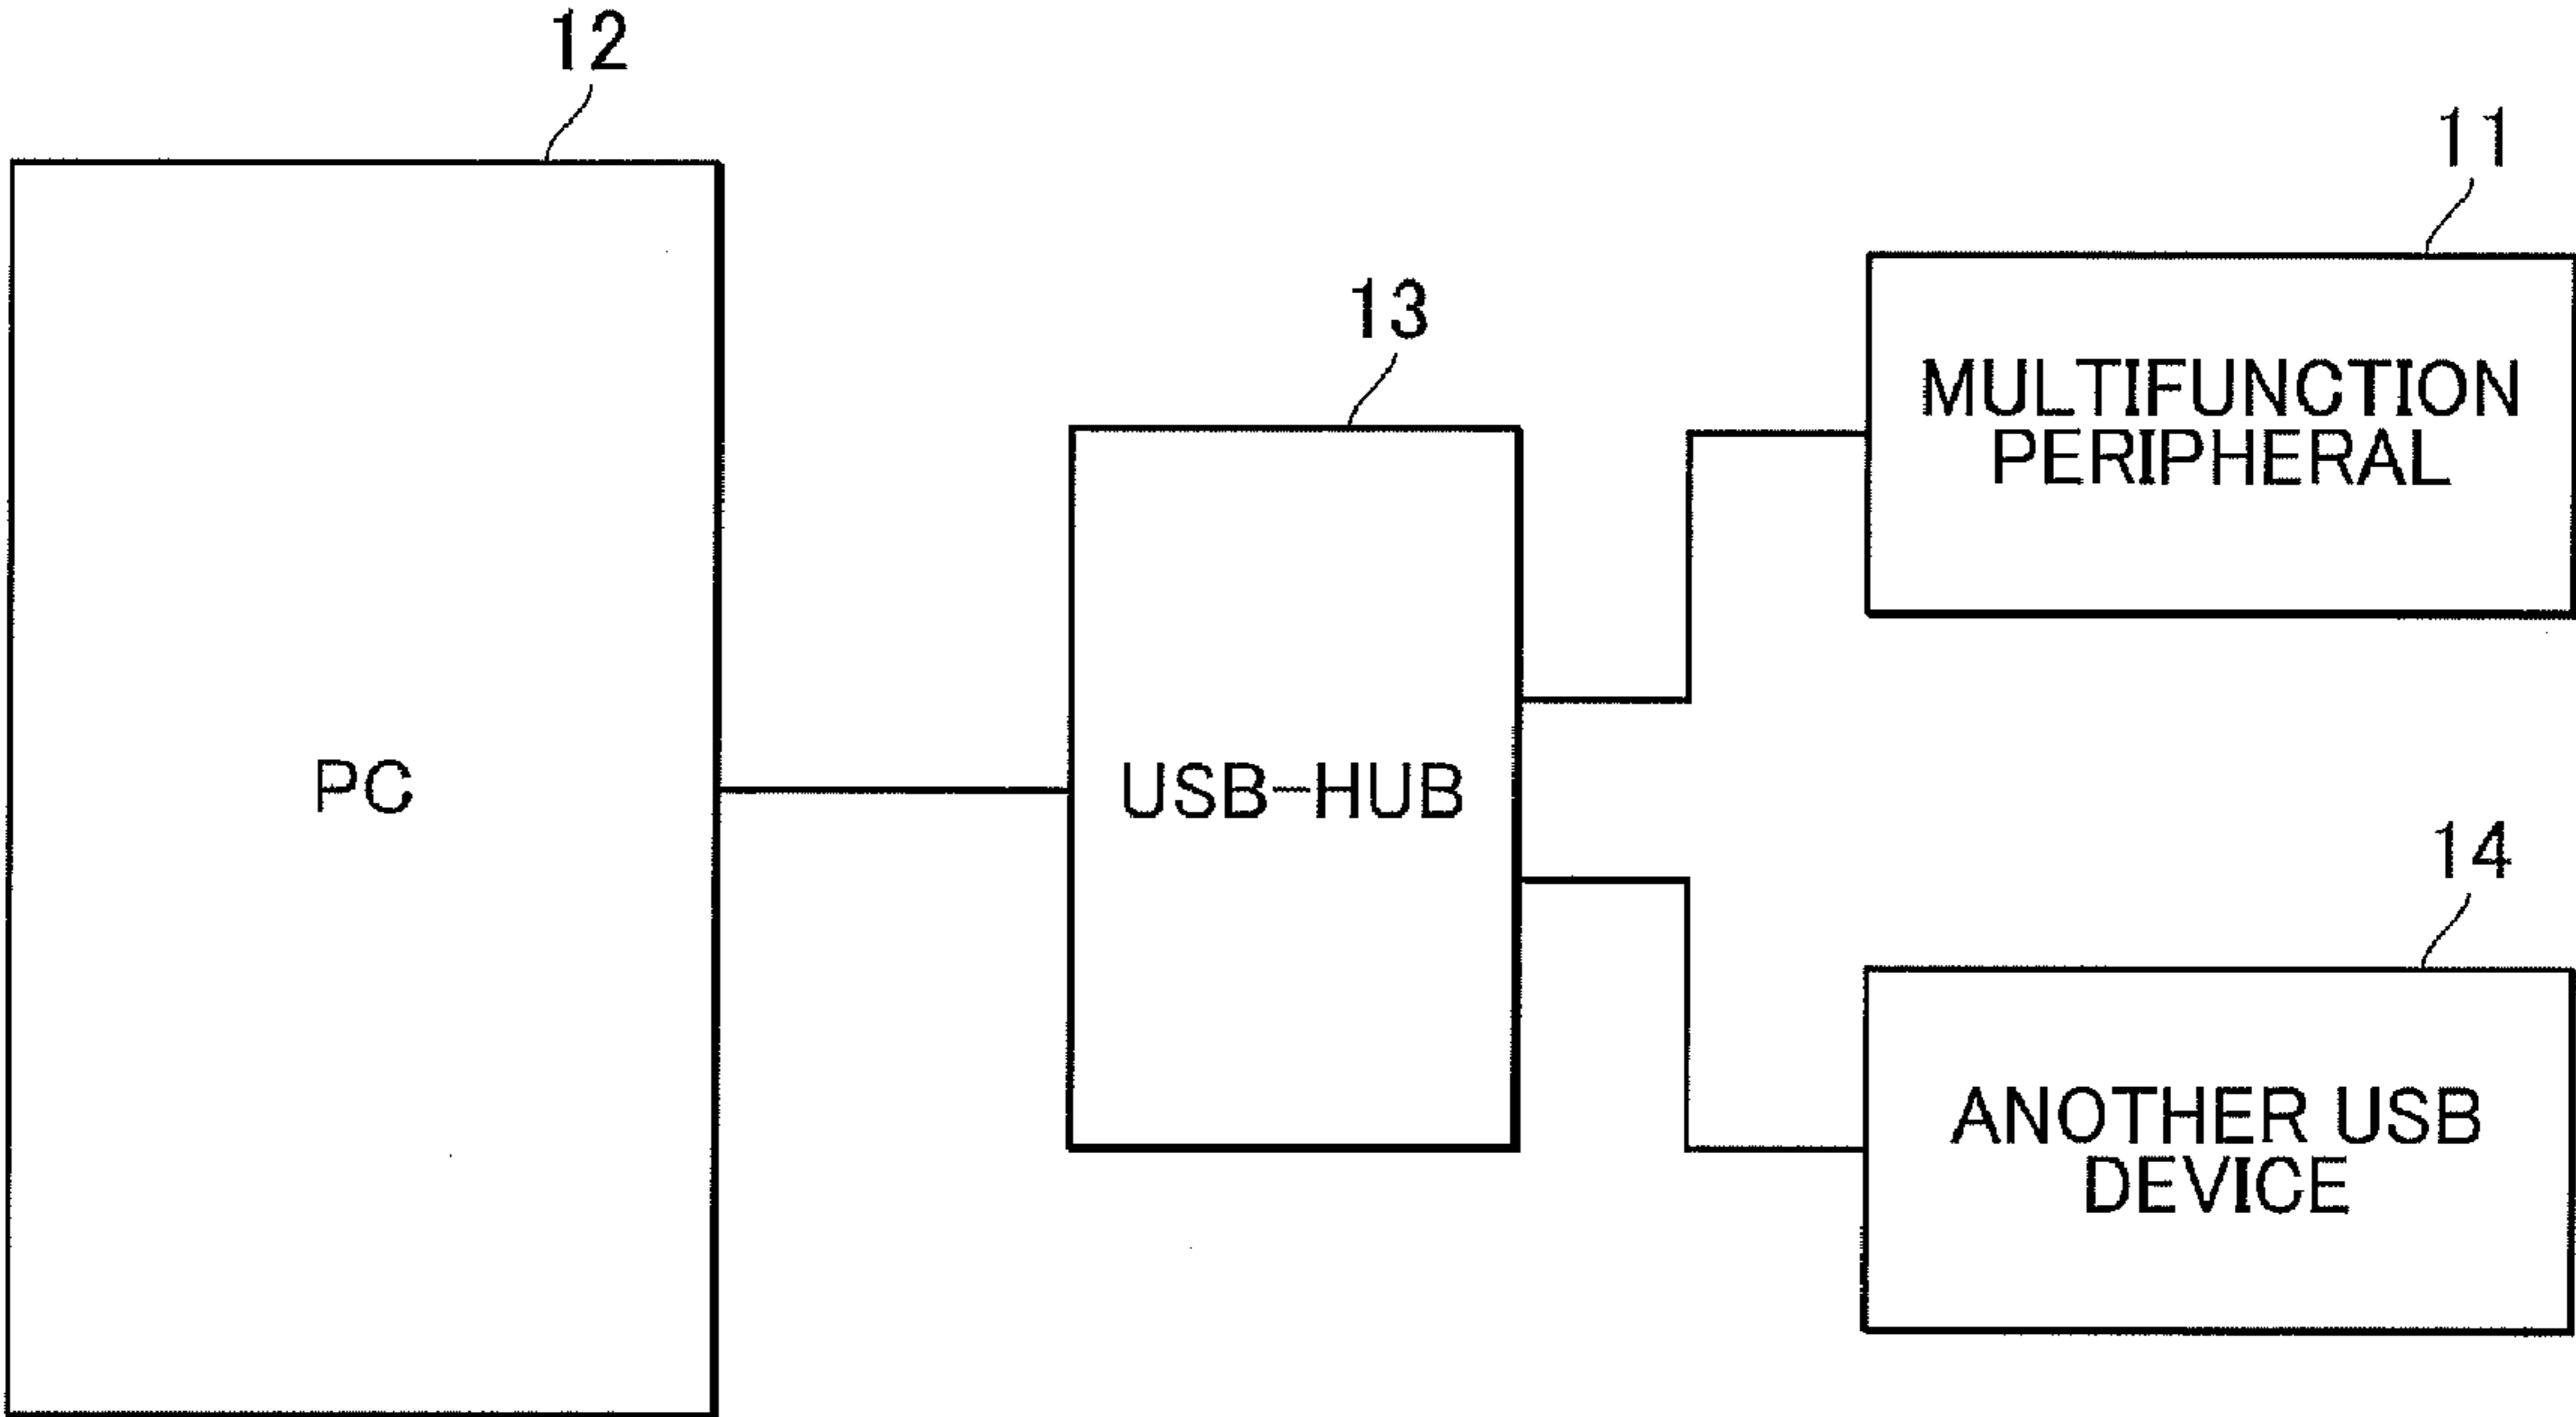 12
11
13
MULTIFUNCTION
PERIPHERAL
PC
USB-HUB
14
ANOTHER USB
DEVICE